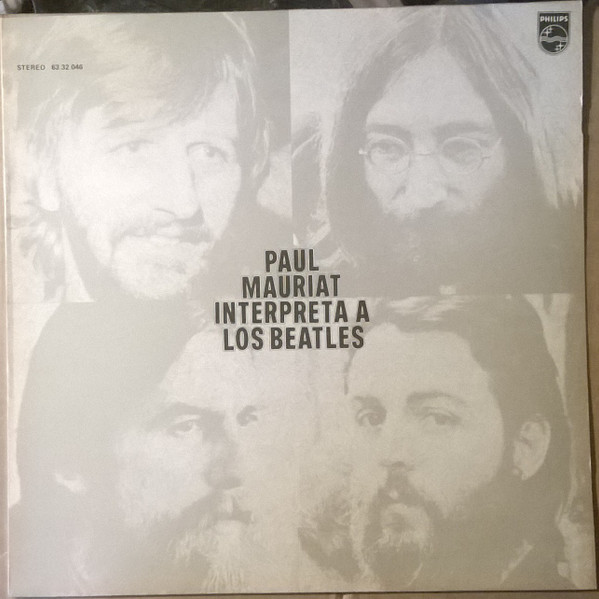 STEREO 63.32 046
PHILIPS
PAUL
MAURIAT
INTERPRETA A
LOS BEATLES